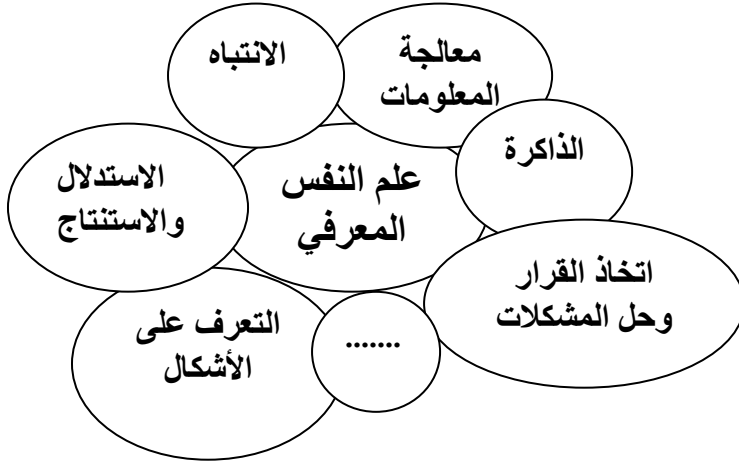 معالجة
المعلومات
الانتباه
الذاكرة
علم النفس
المعرفي
الاستدلال
والاستنتاج
اتخاذ القرار
وحل المشكلات
التعرف على
الأشكال
.......